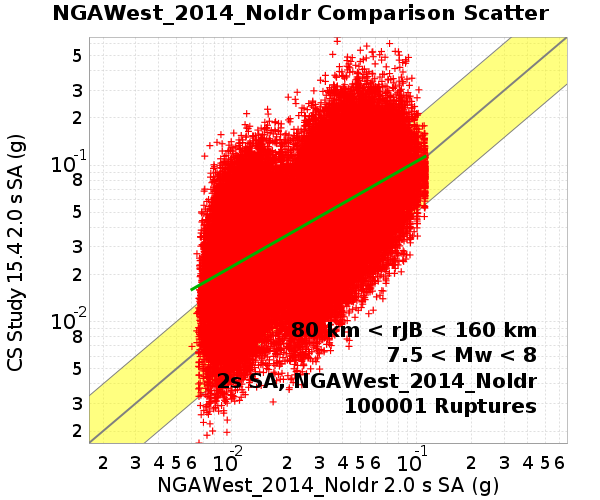 NGAWest_2014_NoIdr Comparison Scatter
CS Study 15.4 2.0 s SA (g)
5
3
2
10-1
8
5
3
2
10-2
8
5
3
2
80 km < rJB < 160 km
7.5 < Mw < 8
2s SA, NGAWest_2014_NoIdr
100001 Ruptures
2 3 4 5 6 10-2 2 3 4 5 6 10-1 2 3 4 5 6
NGAWest_2014_NoIdr 2.0 s SA (g)